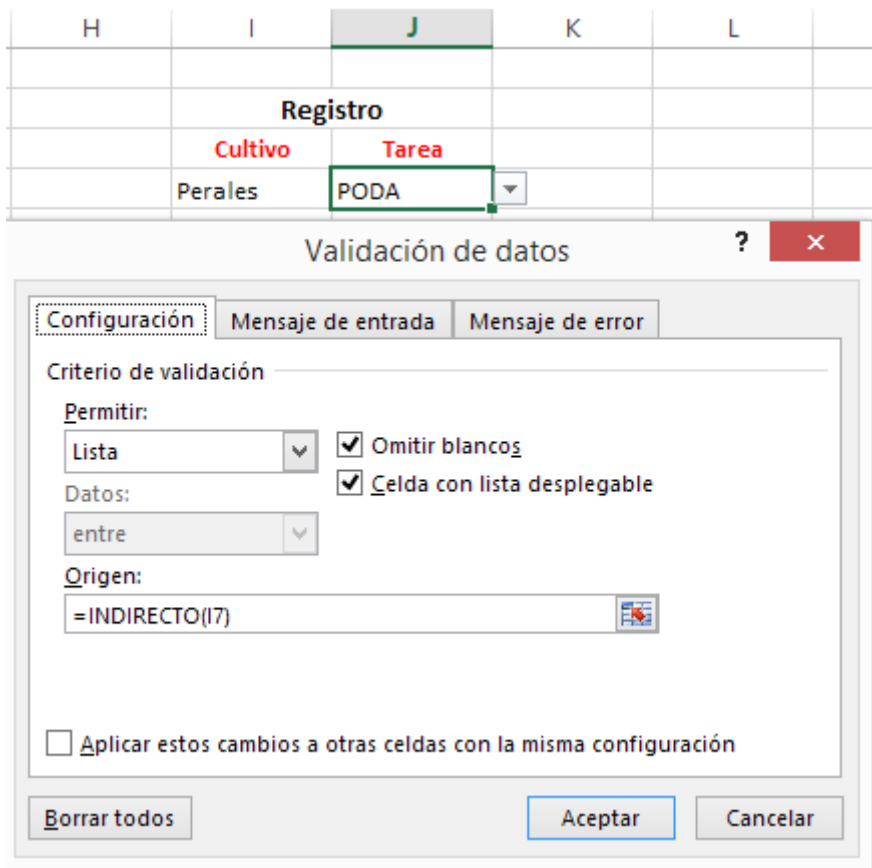 H I J K L
Registro
Cultivo Tarea
Perales PODA
Validación de datos ? ×
Configuración Mensaje de entrada Mensaje de error
Criterio de validación
Permitir:
Lista Omitir blancos
Celda con lista desplegable
Datos:
entre
Origen:
=INDIRECTO(I7)
Aplicar estos cambios a otras celdas con la misma configuración
Borrar todos Aceptar Cancelar